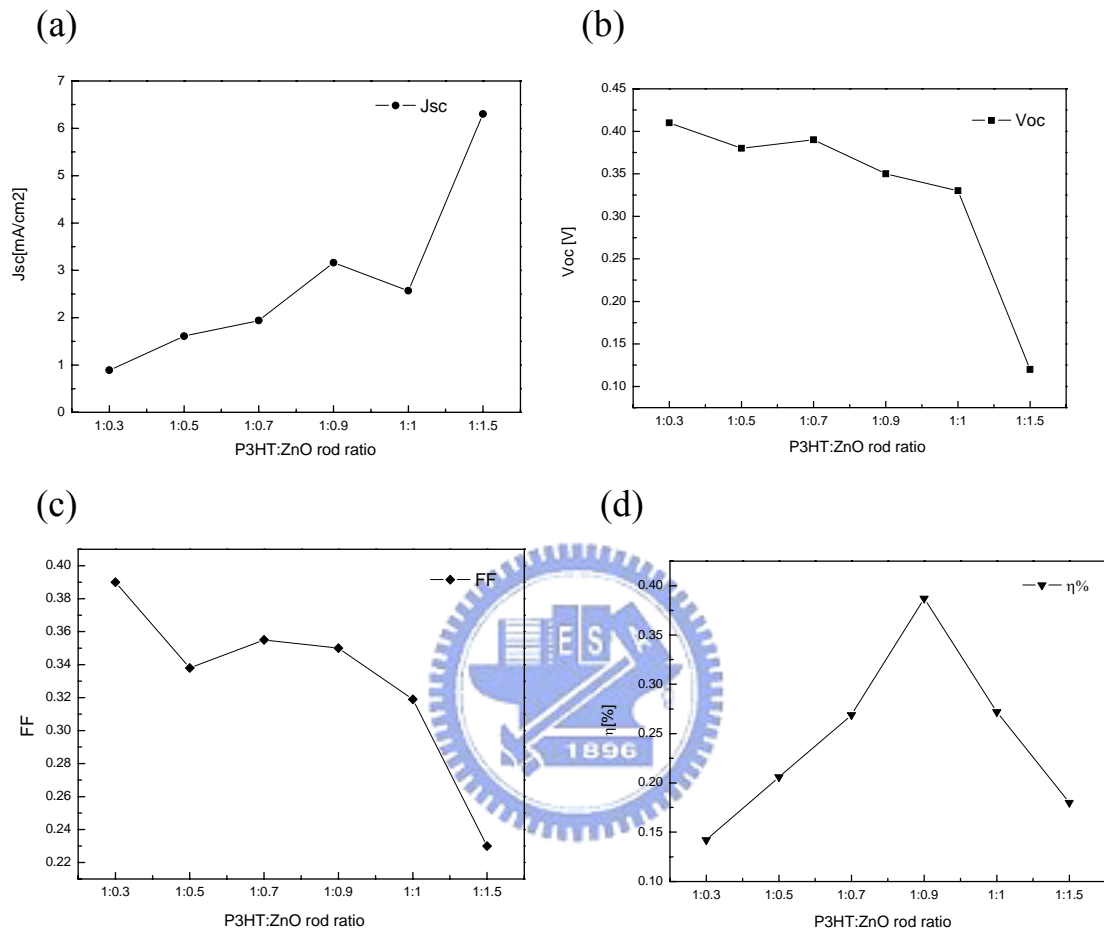 (a)
Jsc
Jsc[mA/cm2]
7
6
5
4
3
2
1
0
1:0.3 1:0.5 1:0.7 1:0.9 1:1 1:1.5
P3HT:ZnO rod ratio
(b)
Voc
Voc [V]
0.45
0.40
0.35
0.30
0.25
0.20
0.15
0.10
1:0.3 1:0.5 1:0.7 1:0.9 1:1 1:1.5
P3HT:ZnO rod ratio
(c)
FF
FF
0.40
0.38
0.36
0.34
0.32
0.30
0.28
0.26
0.24
0.22
1:0.3 1:0.5 1:0.7 1:0.9 1:1 1:1.5
P3HT:ZnO rod ratio
(d)
η%
η[%]
0.40
0.35
0.30
0.25
0.20
0.15
0.10
1:0.3 1:0.5 1:0.7 1:0.9 1:1 1:1.5
P3HT:ZnO rod ratio
E S
1896